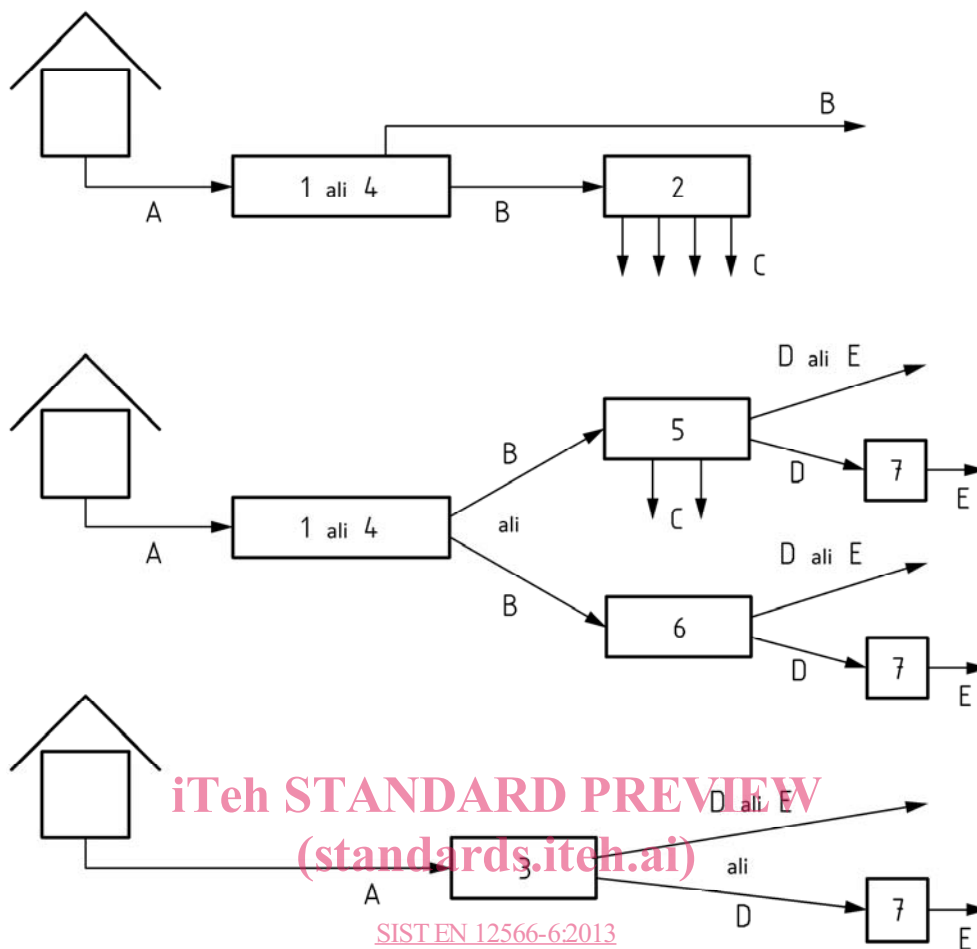 B
1 ali 4
2
A
B
C
D ali E
5
B
7
D
E
1 ali 4
ali
C
A
D ali E
B
6
7
D
E
iTeh STANDARD PREVIEW
D ali E
(standards.iteh.ai)
3
ali
A
D
7
E
SIST EN 12566-6:2013